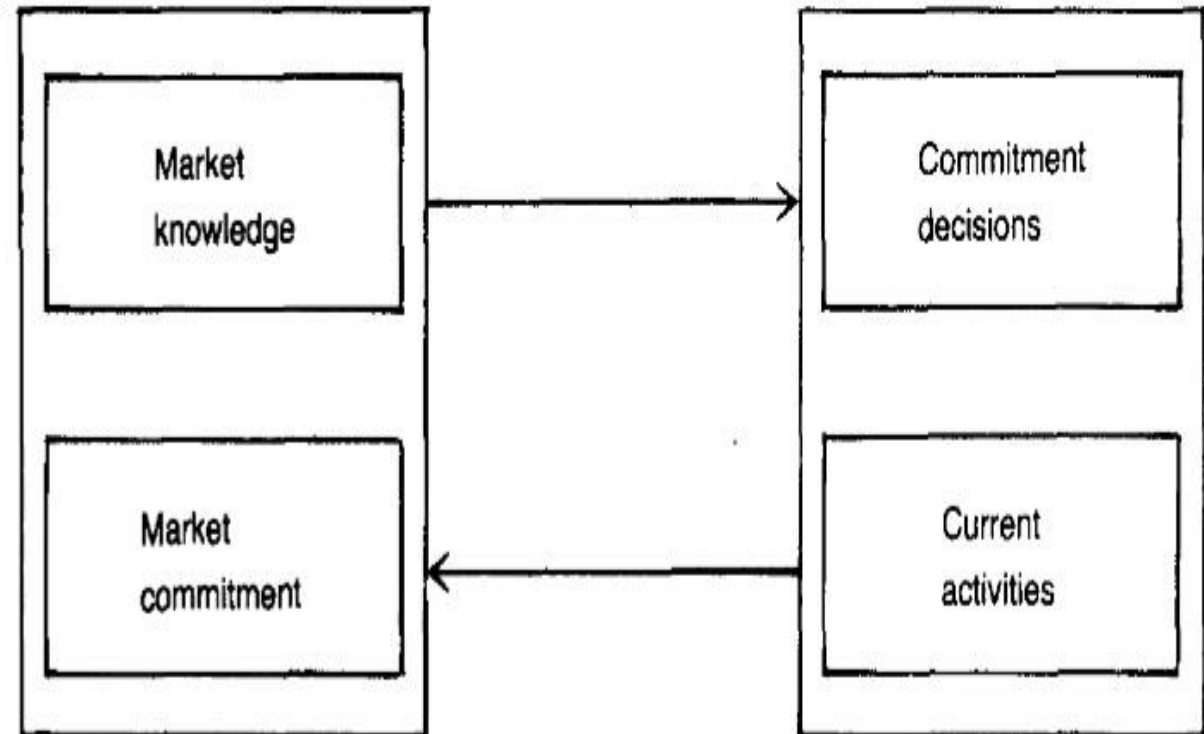 Market
knowledge
Commitment
decisions
Market
commitment
Current
activities